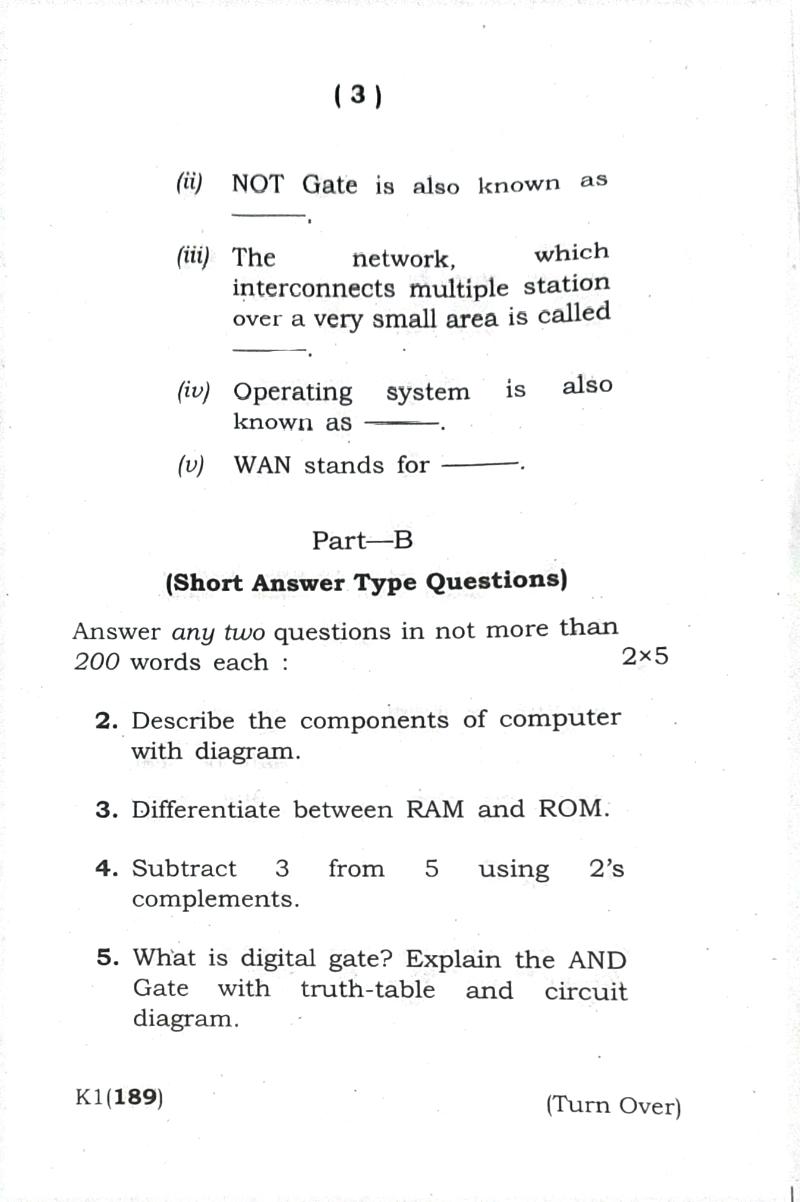 ( 3 )
(ii) NOT Gate is also known as
______.
(iii) The network, which
interconnects multiple station
over a very small area is called
______.
(iv) Operating system is also
known as ______.
(v) WAN stands for ______.
Part—B
(Short Answer Type Questions)
Answer any two questions in not more than
200 words each : 2×5
2. Describe the components of computer
with diagram.
3. Differentiate between RAM and ROM.
4. Subtract 3 from 5 using 2’s
complements.
5. What is digital gate? Explain the AND
Gate with truth-table and circuit
diagram.
K1(189) (Turn Over)